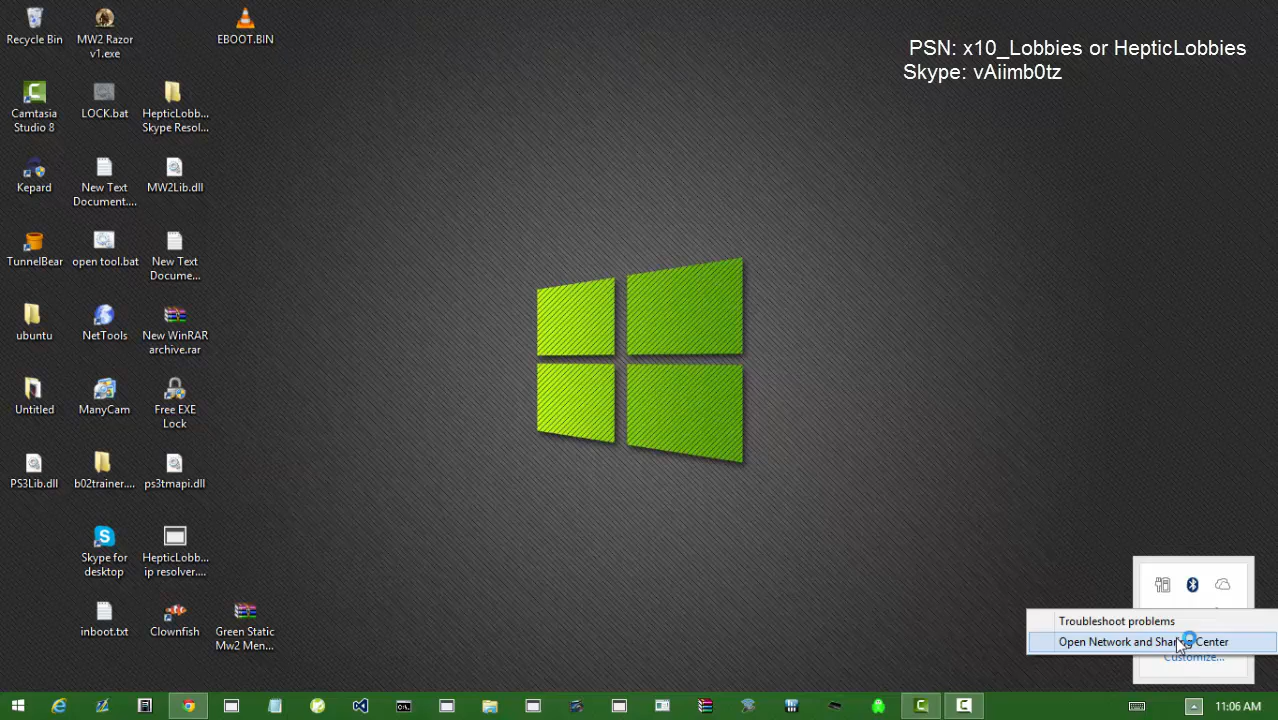 PSN: x10_Lobbies or HepticLobbies
Skype: vAiimb0tz
Recycle Bin
MW2 Razor
v1.exe
EBOOT.BIN
Camtasia
Studio 8
LOCK.bat
HepticLobb...
Skype Resol...
Kepard
New Text
Document....
MW2Lib.dll
TunnelBear
open tool.bat
New Text
Docume...
ubuntu
NetTools
New WinRAR
archive.rar
Untitled
ManyCam
Free EXE
Lock
PS3Lib.dll
b02trainer....
ps3tmapi.dll
Skype for
desktop
HepticLobb...
ip resolver....
inboot.txt
Clownfish
Green Static
Mw2 Men...
Troubleshoot problems
Open Network and Sharing Center
Customize...
11:06 AM